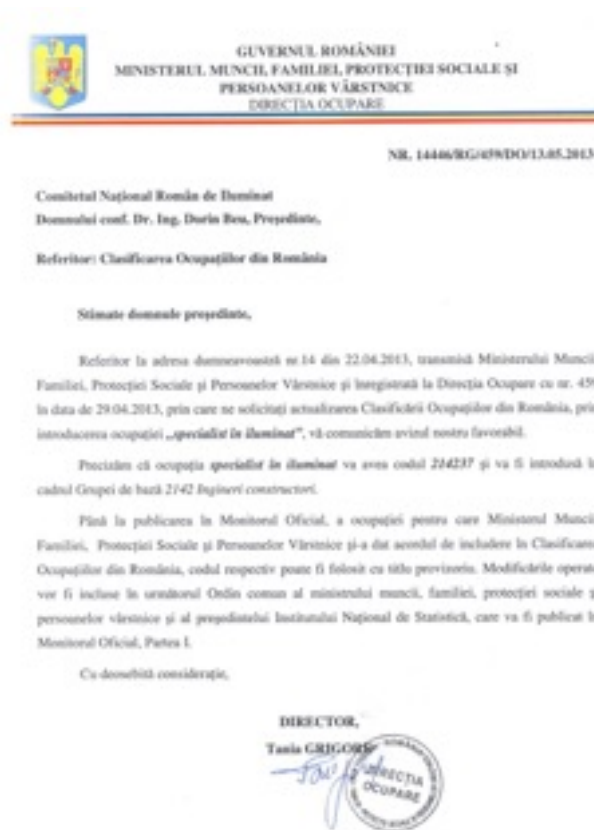 GUVERNUL ROMÂNIEI
MINISTERUL MUNCII, FAMILIEI, PROTECȚIEI SOCIALE ȘI
PERSOANELOR VÂRSTNICE
DIRECȚIA OCUPARE
NR. 14446/RG/459/DO/13.05.2013
Comitetul Național Român de Iluminat
Domnului conf. Dr. Ing. Dorin Beu, Președinte,
Referitor: Clasificarea Ocupațiilor din România
Stimate domnule președinte,
Referitor la adresa dumneavoastră nr.14 din 22.04.2013, transmisă Ministerului Muncii
Familiei, Protecției Sociale și Persoanelor Vârstnice și înregistrată la Direcția Ocupare cu nr. 459
în data de 29.04.2013, prin care ne solicitați actualizarea Clasificării Ocupațiilor din România, prin
introducerea ocupației „specialist în iluminat”, vă comunicăm avizul nostru favorabil.
Precizăm că ocupația specialist în iluminat va avea codul 214237 și va fi introdusă în
cadrul Grupei de bază 2142 Ingineri constructori.
Până la publicarea în Monitorul Oficial, a ocupației pentru care Ministerul Muncii
Familiei, Protecției Sociale și Persoanelor Vârstnice și-a dat acordul de includere în Clasificarea
Ocupațiilor din România, codul respectiv poate fi folosit cu titlu provizoriu. Modificările operate
vor fi incluse în următorul Ordin comun al ministrului muncii, familiei, protecției sociale și
persoanelor vârstnice și al președintelui Institutului Național de Statistică, care va fi publicat în
Monitorul Oficial, Partea I.
Cu deosebită considerație,
DIRECTOR,
Tania GRIGORE
DIRECȚIA
OCUPARE